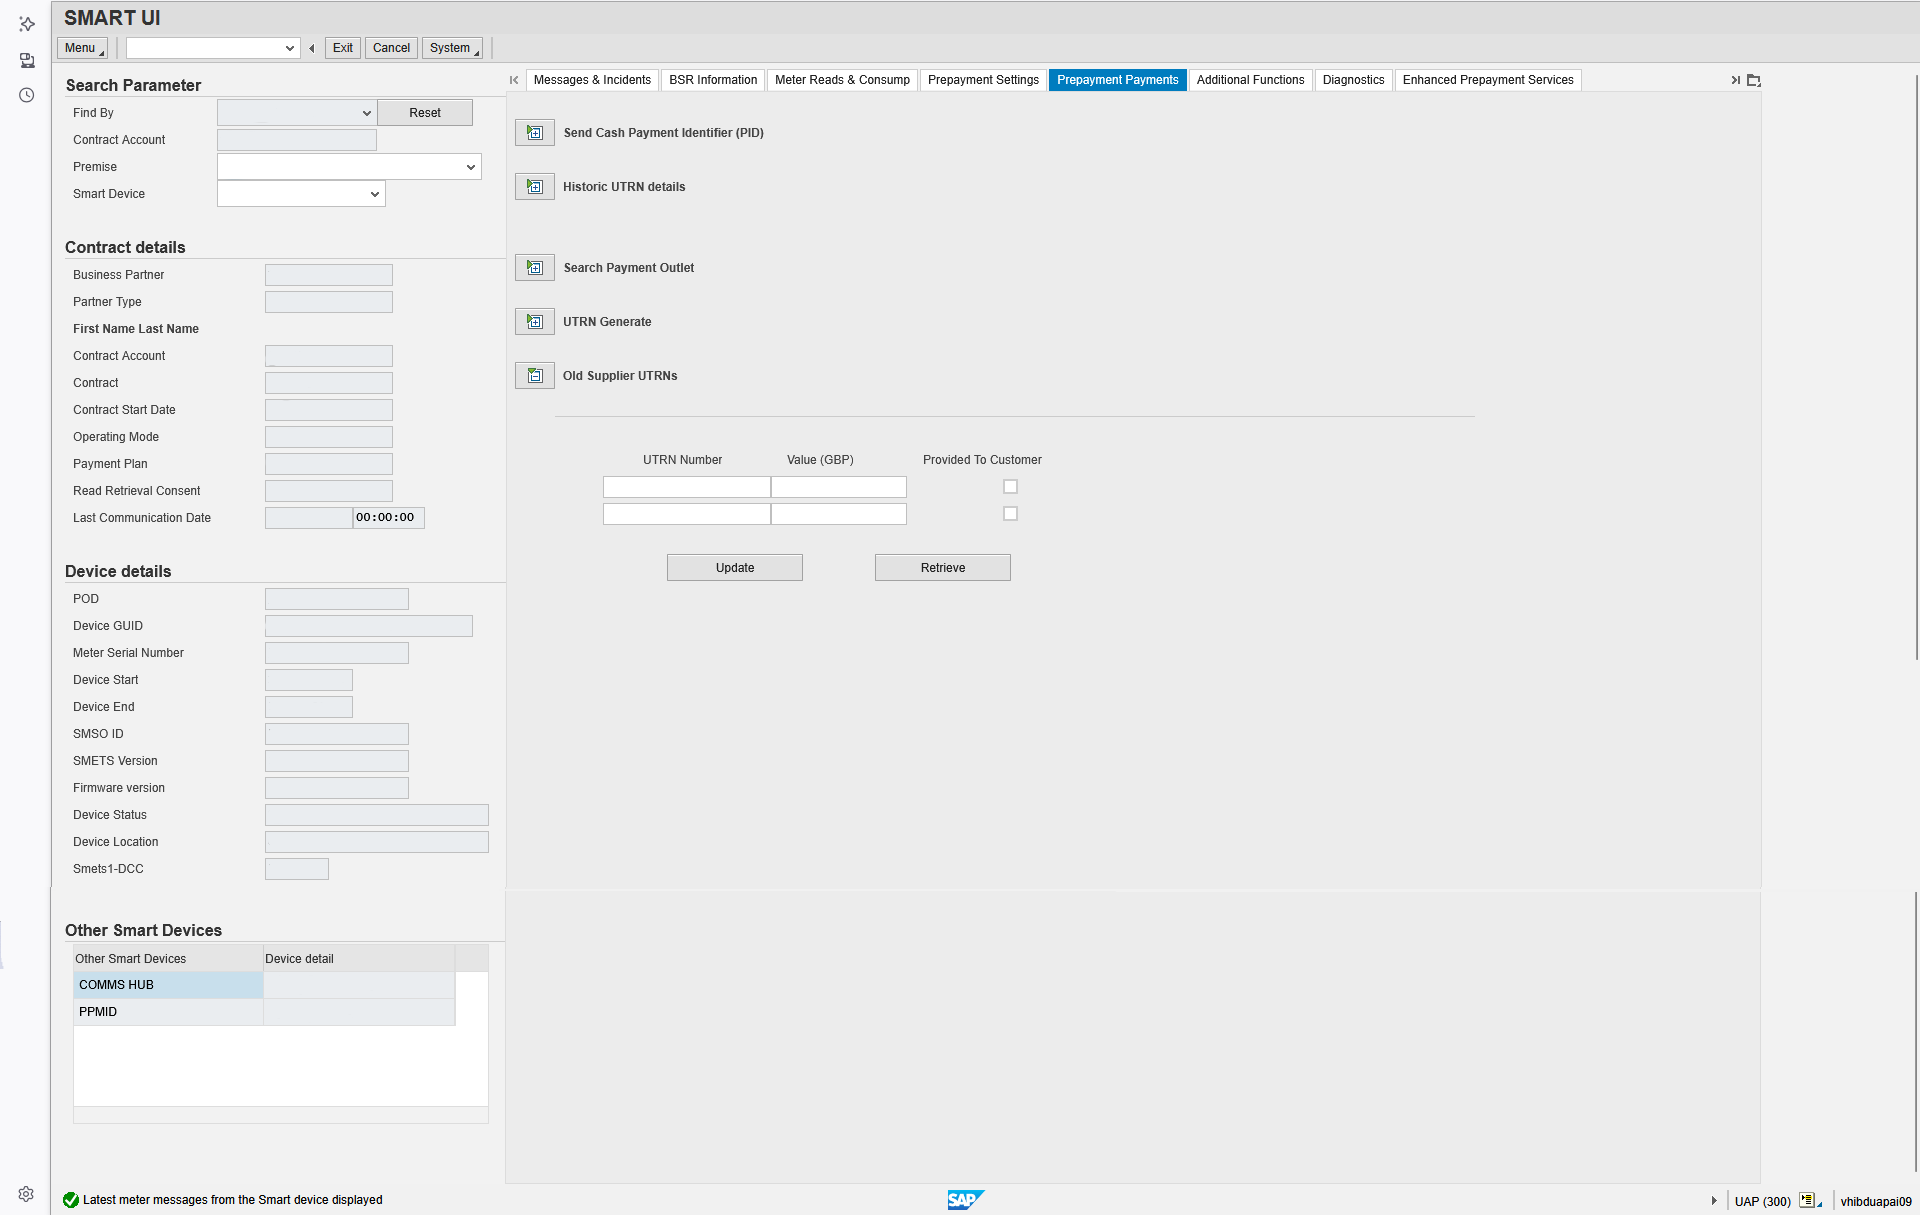 SMART UI
Menu
Exit
Cancel
System
Search Parameter
Find By
Reset
Contract Account
Premise
Smart Device
Contract details
Business Partner
Partner Type
First Name Last Name
Contract Account
Contract
Contract Start Date
Operating Mode
Payment Plan
Read Retrieval Consent
Last Communication Date 00:00:00
Device details
POD
Device GUID
Meter Serial Number
Device Start
Device End
SMSO ID
SMETS Version
Firmware version
Device Status
Device Location
Smets1-DCC
Other Smart Devices
Other Smart Devices Device detail
COMMS HUB
PPMID
Messages & Incidents BSR Information Meter Reads & Consump Prepayment Settings Prepayment Payments Additional Functions Diagnostics Enhanced Prepayment Services
Send Cash Payment Identifier (PID)
Historic UTRN details
Search Payment Outlet
UTRN Generate
Old Supplier UTRNs
UTRN Number Value (GBP) Provided To Customer
Update Retrieve
Latest meter messages from the Smart device displayed
SAP
UAP (300)
vhibduapai09